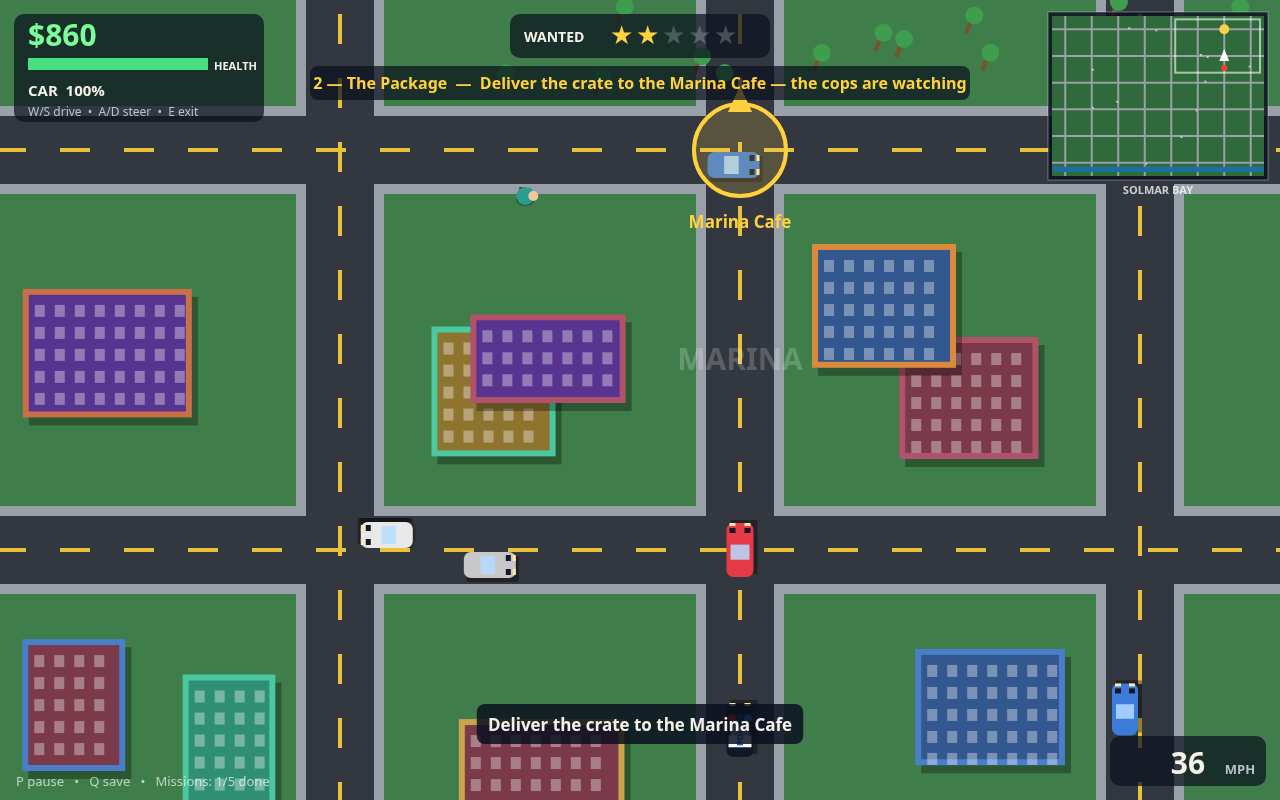 $860
HEALTH
CAR 100%
W/S drive • A/D steer • E exit
WANTED ★★★★★
2 — The Package — Deliver the crate to the Marina Cafe — the cops are watching
SOLMAR BAY
Marina Cafe
MARINA
Deliver the crate to the Marina Cafe
P pause • Q save • Missions: 1/5 done
36 MPH